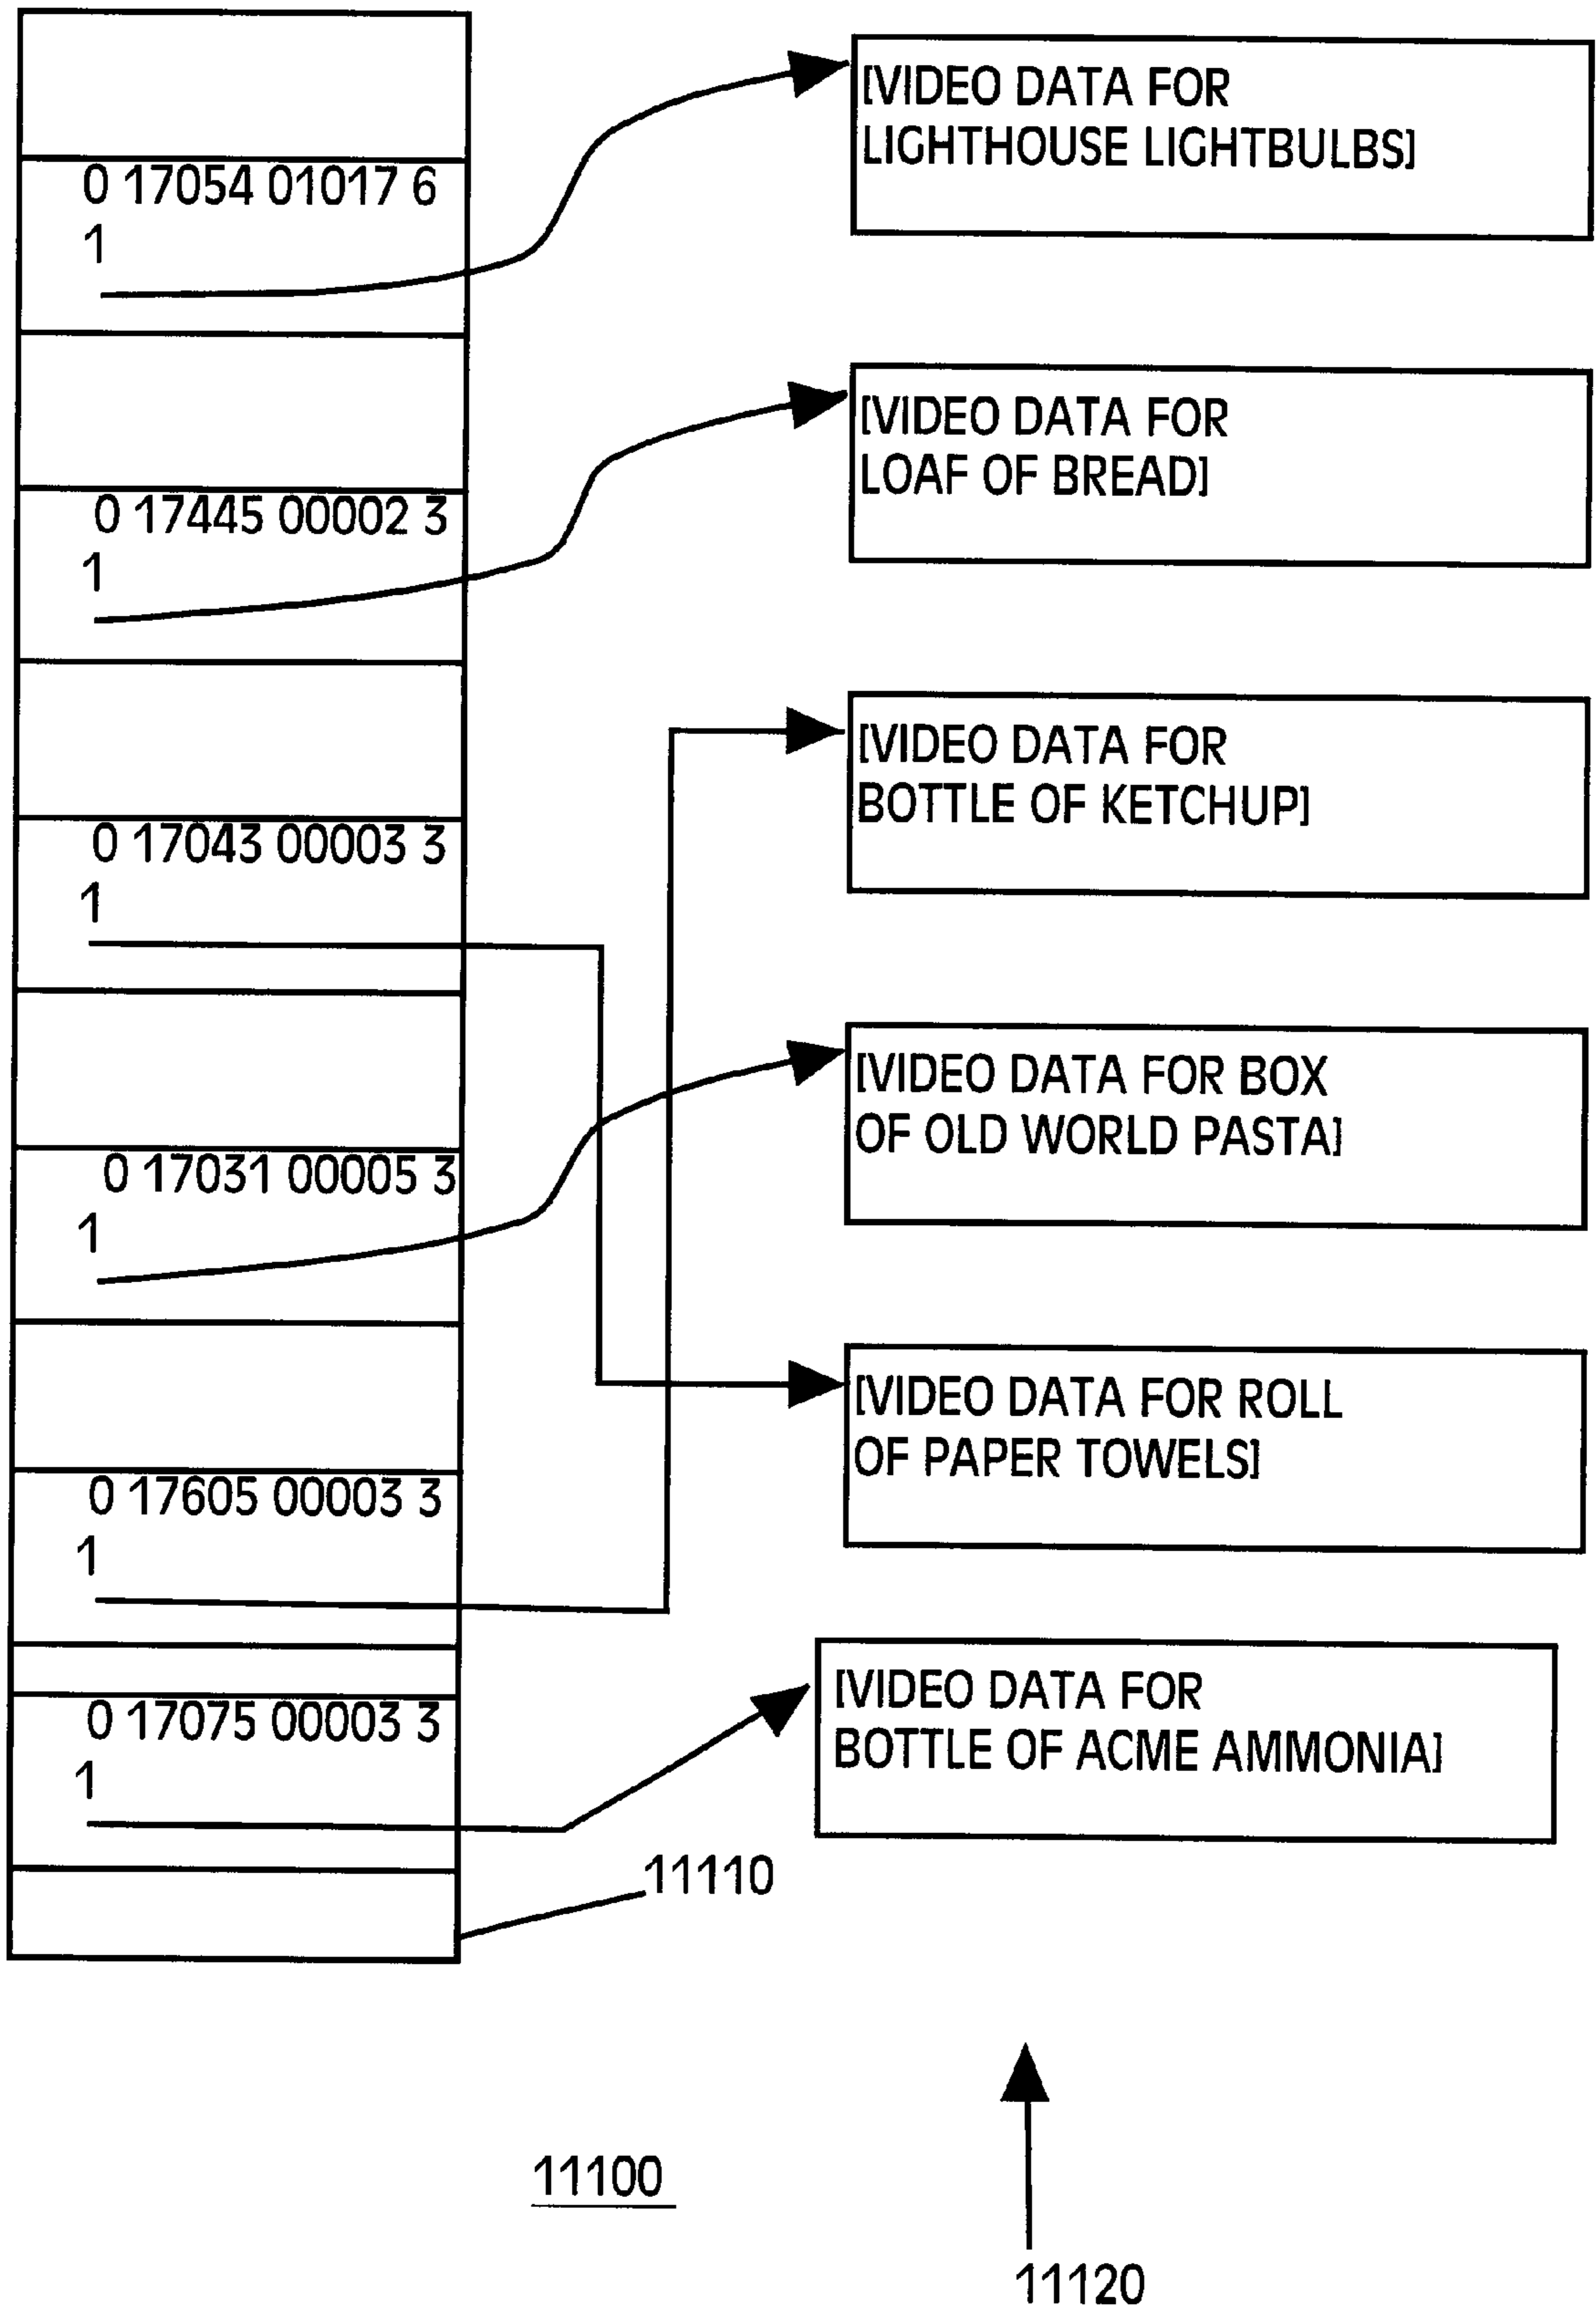 0 17054 01017 6
1
0 17445 00002 3
1
0 17043 00003 3
1
0 17031 00005 3
1
0 17605 00003 3
1
0 17075 00003 3
1
[VIDEO DATA FOR
LIGHTHOUSE LIGHTBULBS]
[VIDEO DATA FOR
LOAF OF BREAD]
[VIDEO DATA FOR
BOTTLE OF KETCHUP]
[VIDEO DATA FOR BOX
OF OLD WORLD PASTA]
[VIDEO DATA FOR ROLL
OF PAPER TOWELS]
[VIDEO DATA FOR
BOTTLE OF ACME AMMONIA]
11110
11100
11120